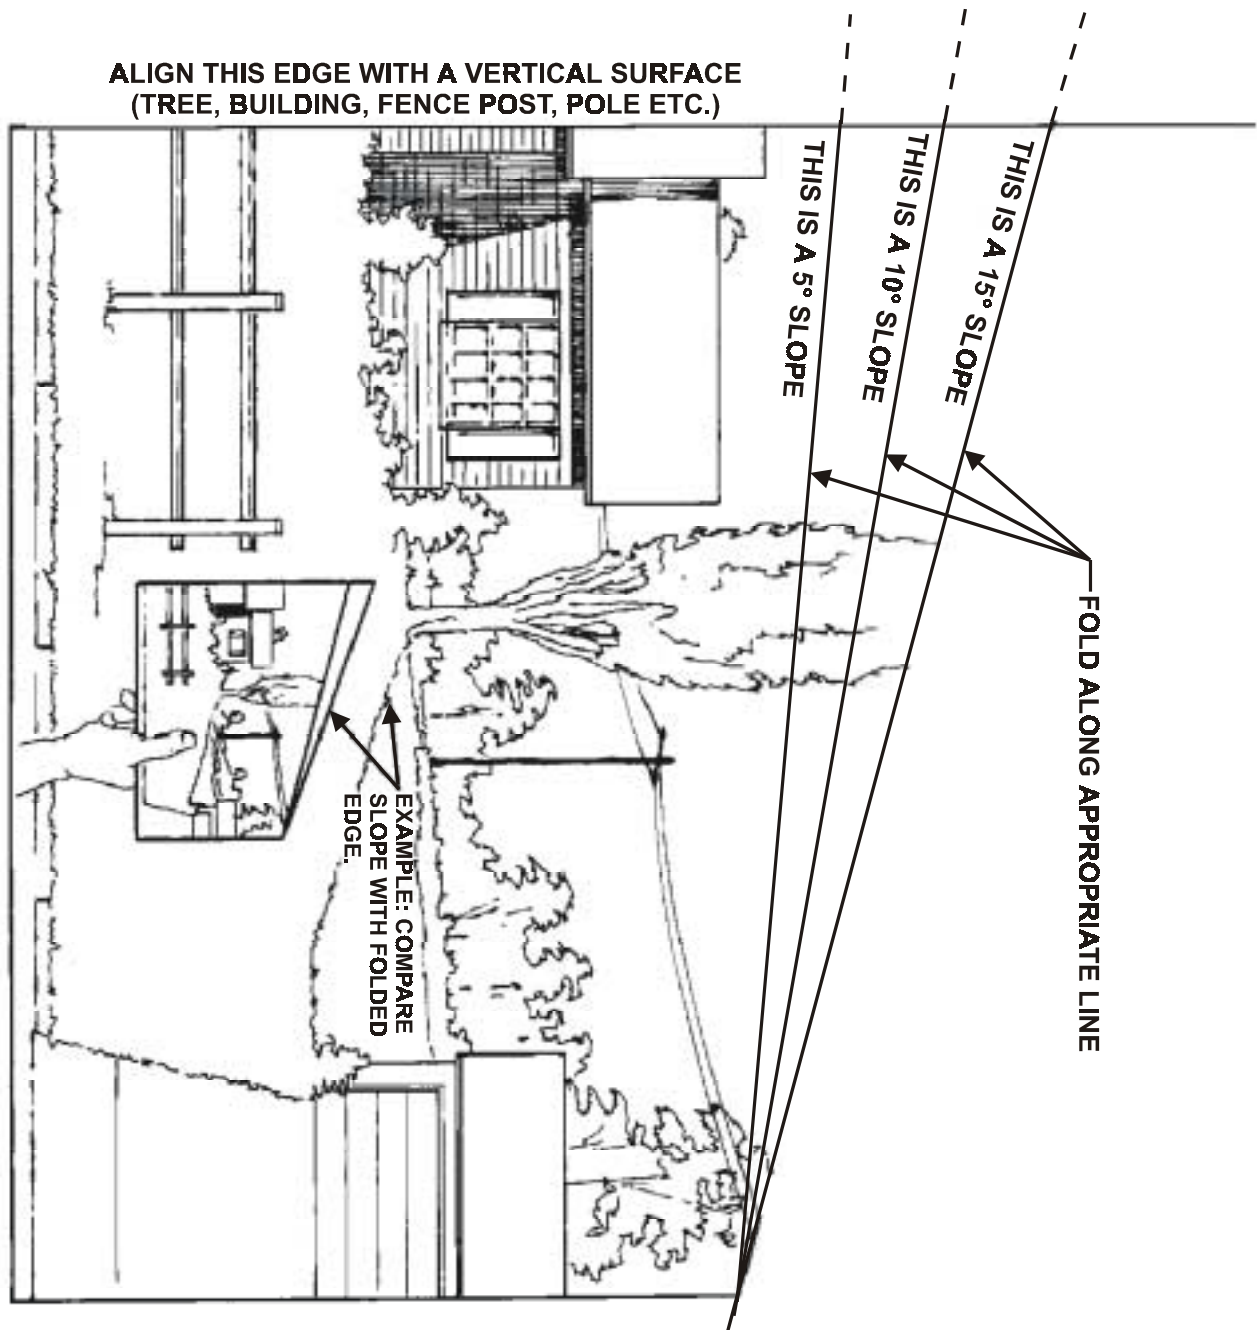 ALIGN THIS EDGE WITH A VERTICAL SURFACE
(TREE, BUILDING, FENCE POST, POLE ETC.)
THIS IS A 5° SLOPE
THIS IS A 10° SLOPE
THIS IS A 15° SLOPE
FOLD ALONG APPROPRIATE LINE
EXAMPLE: COMPARE
SLOPE WITH FOLDED
EDGE.